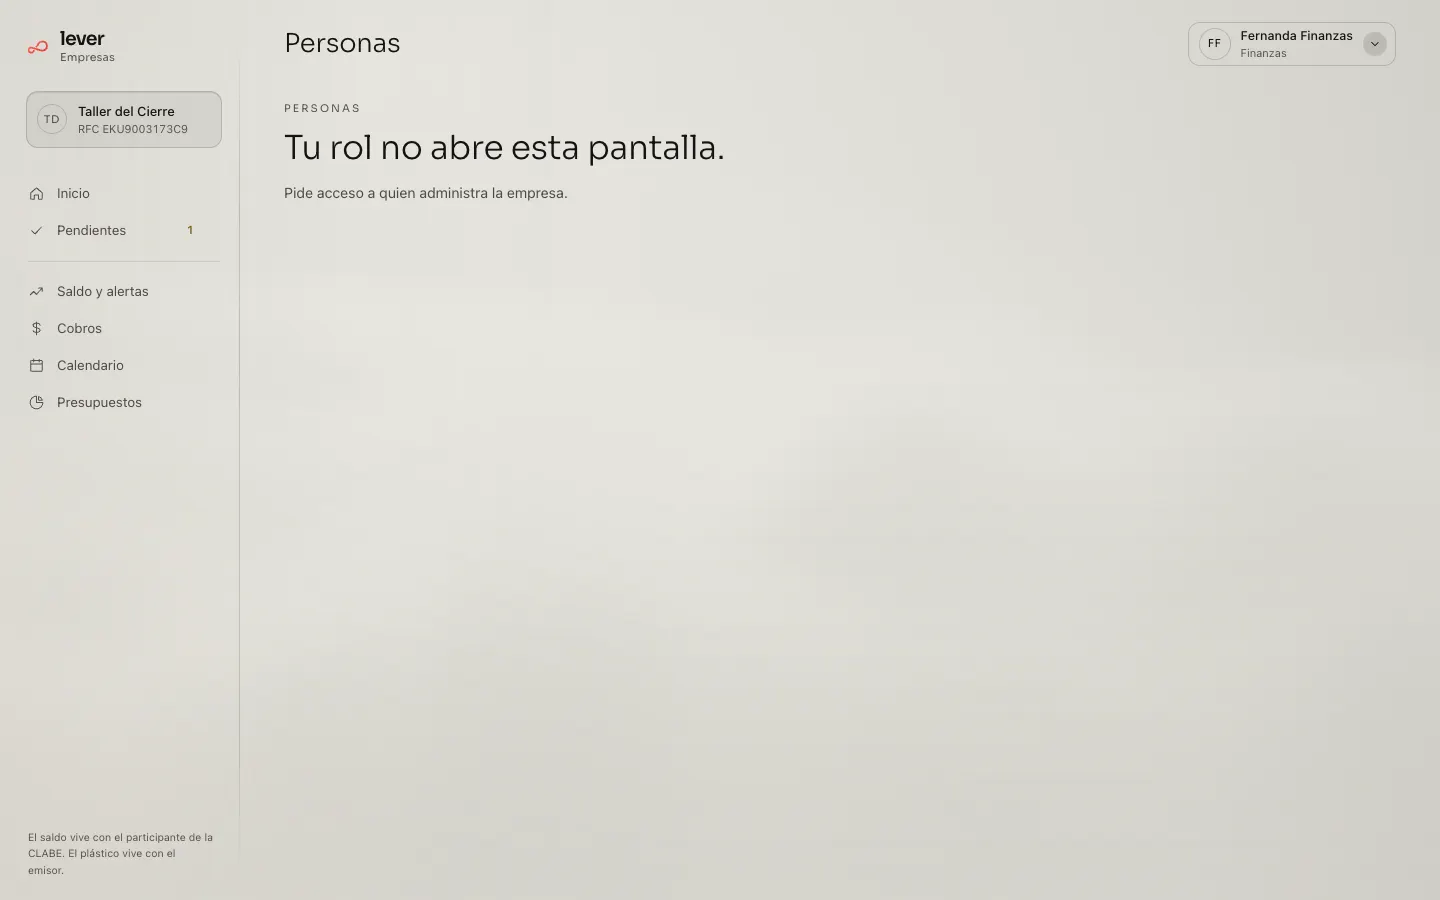 lever
Empresas
TD
Taller del Cierre
RFC EKU9003173C9
Inicio
Pendientes 1
Saldo y alertas
Cobros
Calendario
Presupuestos
El saldo vive con el participante de la
CLABE. El plástico vive con el
emisor.
Personas
FF
Fernanda Finanzas
Finanzas
PERSONAS
Tu rol no abre esta pantalla.
Pide acceso a quien administra la empresa.